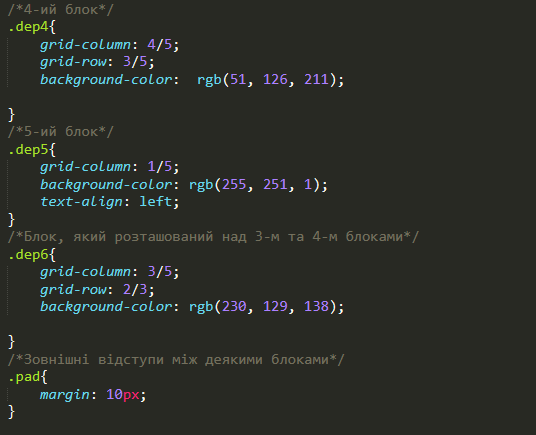 /*4-ий блок*/
.dep4{
    grid-column: 4/5;
    grid-row: 3/5;
    background-color:  rgb(51, 126, 211);

}
/*5-ий блок*/
.dep5{
    grid-column: 1/5;
    background-color: rgb(255, 251, 1);
    text-align: left;
}
/*Блок, який розташований над 3-м та 4-м блоками*/
.dep6{
    grid-column: 3/5;
    grid-row: 2/3;
    background-color: rgb(230, 129, 138);

}
/*Зовнішні відступи між деякими блоками*/
.pad{
    margin: 10px;
}